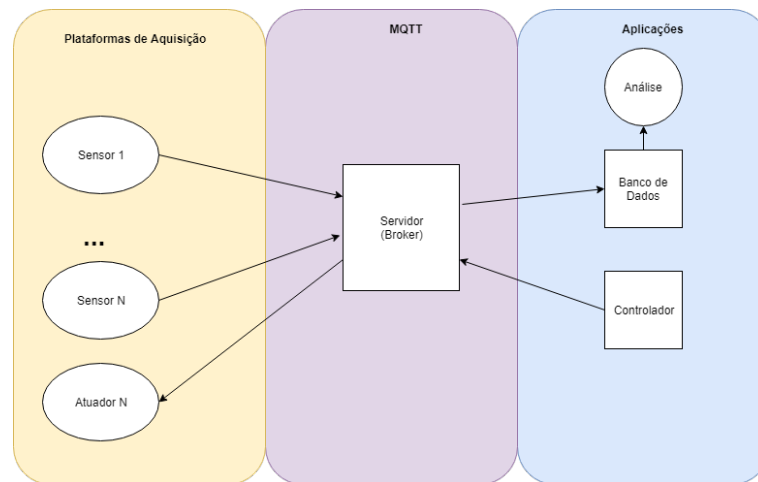 Plataformas de Aquisição
MQTT
Aplicações
Sensor 1
...
Sensor N
Atuador N
Servidor
(Broker)
Análise
Banco de
Dados
Controlador